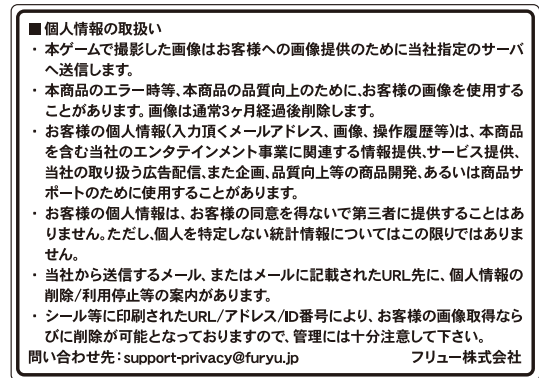 ■個人情報の取扱い
・本ゲームで撮影した画像はお客様への画像提供のために当社指定のサーバ
へ送信します。
・本商品のエラー時等、本商品の品質向上のために、お客様の画像を使用する
ことがあります。画像は通常3ヶ月経過後削除します。
・お客様の個人情報(入力頂くメールアドレス、画像、操作履歴等)は、本商品
を含む当社のエンタテインメント事業に関連する情報提供、サービス提供、
当社の取り扱う広告配信、また企画、品質向上等の商品開発、あるいは商品サ
ポートのために使用することがあります。
・お客様の個人情報は、お客様の同意を得ないで第三者に提供することはあ
りません。ただし、個人を特定しない統計情報についてはこの限りではありま
せん。
・当社から送信するメール、またはメールに記載されたURL先に、個人情報の
削除/利用停止等の案内があります。
・シール等に印刷されたURL/アドレス/ID番号により、お客様の画像取得なら
びに削除が可能となっておりますので、管理には十分注意して下さい。
問い合わせ先:support-privacy@furyu.jp フリュー株式会社